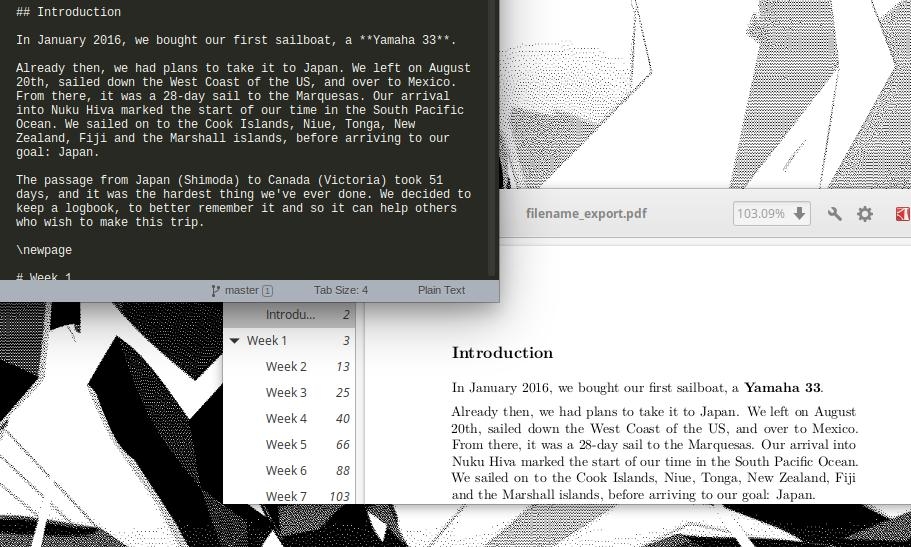 ## Introduction
In January 2016, we bought our first sailboat, a **Yamaha 33**.
Already then, we had plans to take it to Japan. We left on August
20th, sailed down the West Coast of the US, and over to Mexico.
From there, it was a 28-day sail to the Marquesas. Our arrival
into Nuku Hiva marked the start of our time in the South Pacific
Ocean. We sailed on to the Cook Islands, Niue, Tonga, New
Zealand, Fiji and the Marshall islands, before arriving to our
goal: Japan.
The passage from Japan (Shimoda) to Canada (Victoria) took 51
days, and it was the hardest thing we've ever done. We decided to
keep a logbook, to better remember it and so it can help others
who wish to make this trip.
\newpage
# Week 1
master 1 Tab Size: 4 Plain Text
filename_export.pdf 103.09%
Introdu... 2
Week 1 3
Week 2 13
Week 3 25
Week 4 40
Week 5 66
Week 6 88
Week 7 103
Introduction
In January 2016, we bought our first sailboat, a Yamaha 33.
Already then, we had plans to take it to Japan. We left on August
20th, sailed down the West Coast of the US, and over to Mexico.
From there, it was a 28-day sail to the Marquesas. Our arrival into
Nuku Hiva marked the start of our time in the South Pacific Ocean.
We sailed on to the Cook Islands, Niue, Tonga, New Zealand, Fiji
and the Marshall islands, before arriving to our goal: Japan.